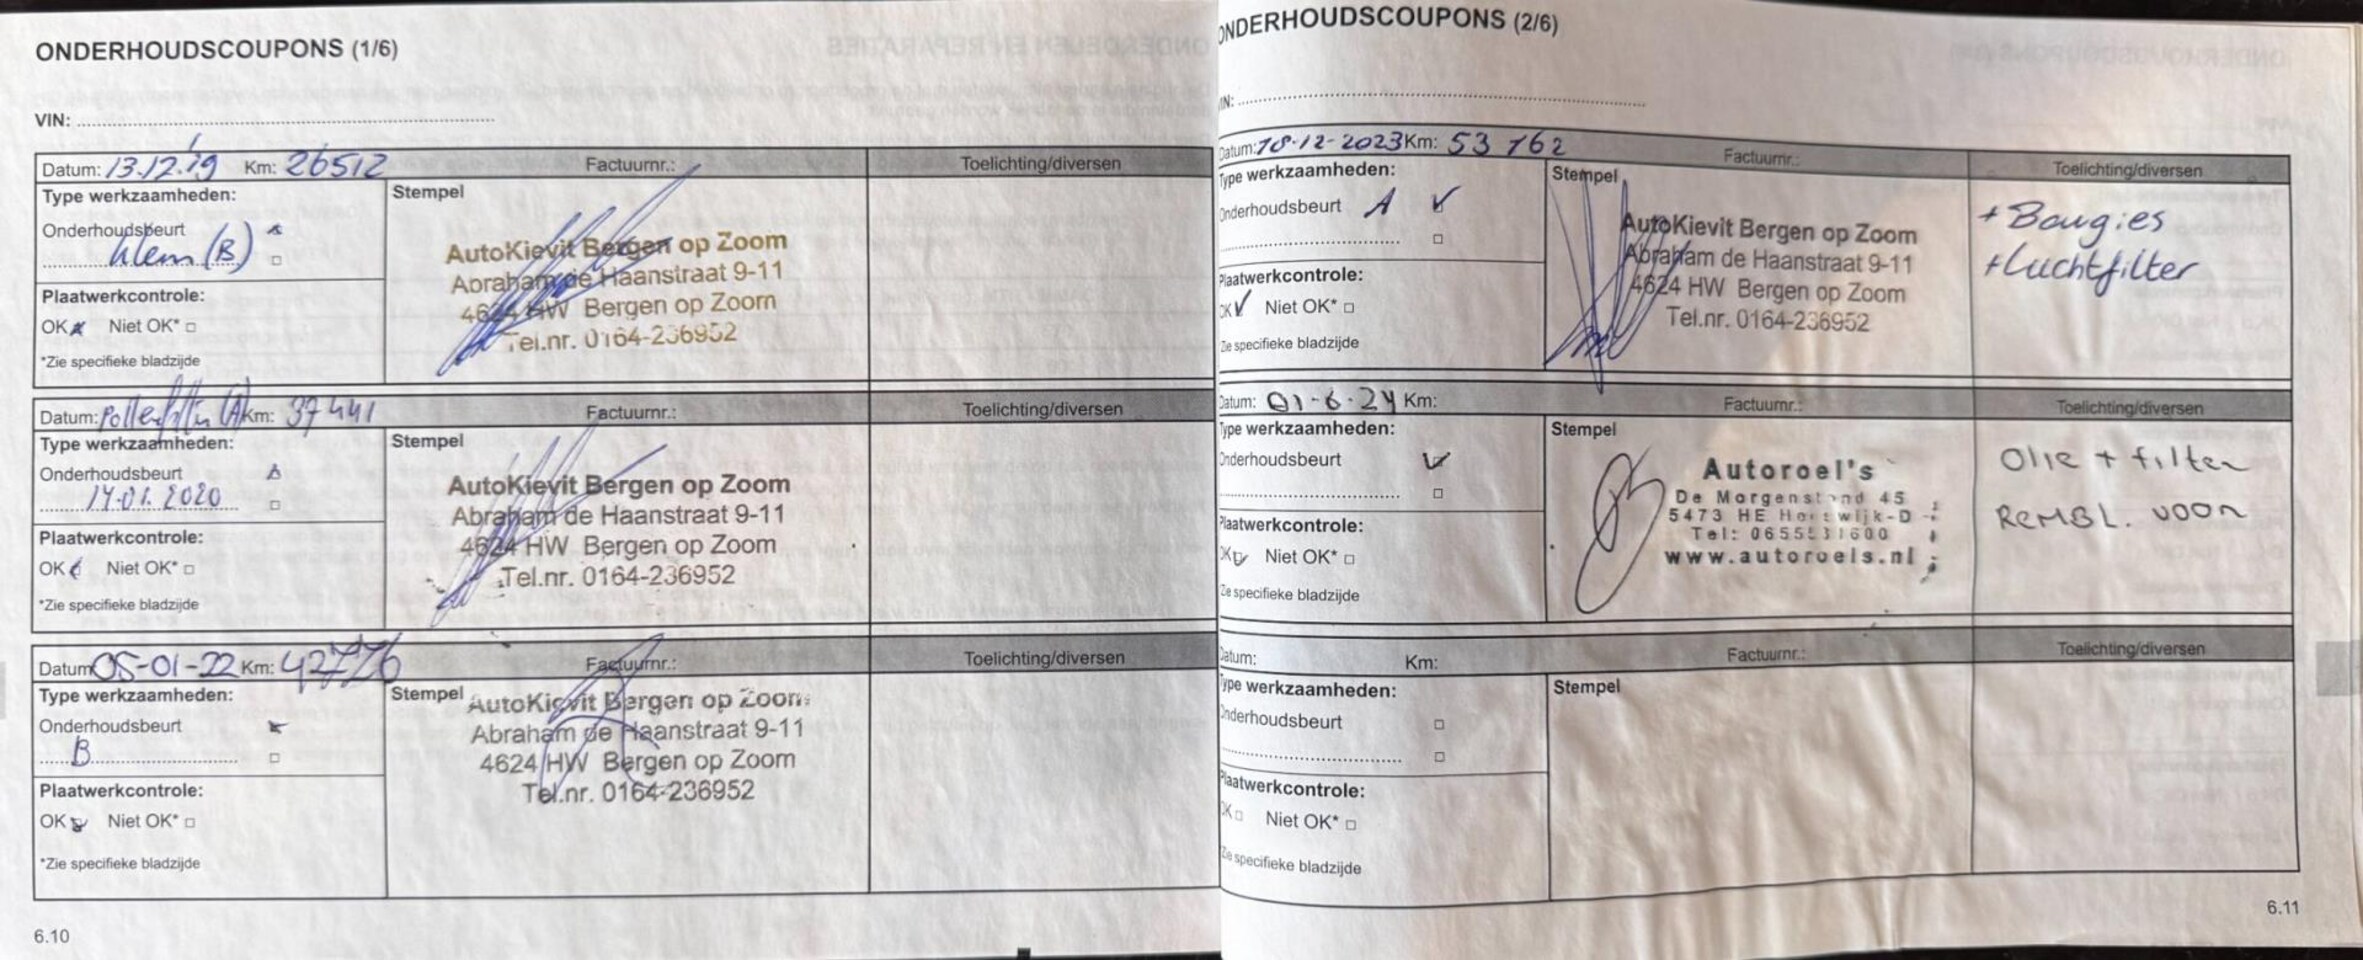 ONDERHOUDSCOUPONS (1/6)
VIN:
Datum: 13.12.19 Km: 26512 Factuurnr.: Toelichting/diversen
Type werkzaamheden:
Stempel
Onderhoudsbeurt
klein (B)
Plaatwerkcontrole:
OK Niet OK*
*Zie specifieke bladzijde
AutoKievit Bergen op Zoom
Abraham de Haanstraat 9-11
4624 HW Bergen op Zoom
Tel.nr. 0164-236952
Datum: pollenfilter (A) Km: 37441 Factuurnr.: Toelichting/diversen
Type werkzaamheden:
Stempel
Onderhoudsbeurt
14.01.2020
Plaatwerkcontrole:
OK Niet OK*
*Zie specifieke bladzijde
AutoKievit Bergen op Zoom
Abraham de Haanstraat 9-11
4624 HW Bergen op Zoom
Tel.nr. 0164-236952
Datum 05-01-22 Km: 42776 Factuurnr.: Toelichting/diversen
Type werkzaamheden:
Stempel
Onderhoudsbeurt
B
Plaatwerkcontrole:
OK Niet OK*
*Zie specifieke bladzijde
AutoKievit Bergen op Zoom
Abraham de Haanstraat 9-11
4624 HW Bergen op Zoom
Tel.nr. 0164-236952
6.10
ONDERHOUDSCOUPONS (2/6)
VIN:
Datum: 18-12-2023 Km: 53162 Factuurnr.: Toelichting/diversen
Type werkzaamheden:
Stempel
Onderhoudsbeurt A
Plaatwerkcontrole:
OK Niet OK*
Zie specifieke bladzijde
AutoKievit Bergen op Zoom
Abraham de Haanstraat 9-11
4624 HW Bergen op Zoom
Tel.nr. 0164-236952
+ Bougies
+ Luchtfilter
Datum: 01-6-24 Km: Factuurnr.: Toelichting/diversen
Type werkzaamheden:
Stempel
Onderhoudsbeurt
Plaatwerkcontrole:
OK Niet OK*
Zie specifieke bladzijde
Autoroel's
De Morgenstond 45
5473 HE Heeswijk-D
Tel: 0655531600
www.autoroels.nl
Olie + filter
REMBL. voor
Datum: Km: Factuurnr.: Toelichting/diversen
Type werkzaamheden:
Stempel
Onderhoudsbeurt
Plaatwerkcontrole:
OK Niet OK*
Zie specifieke bladzijde
6.11